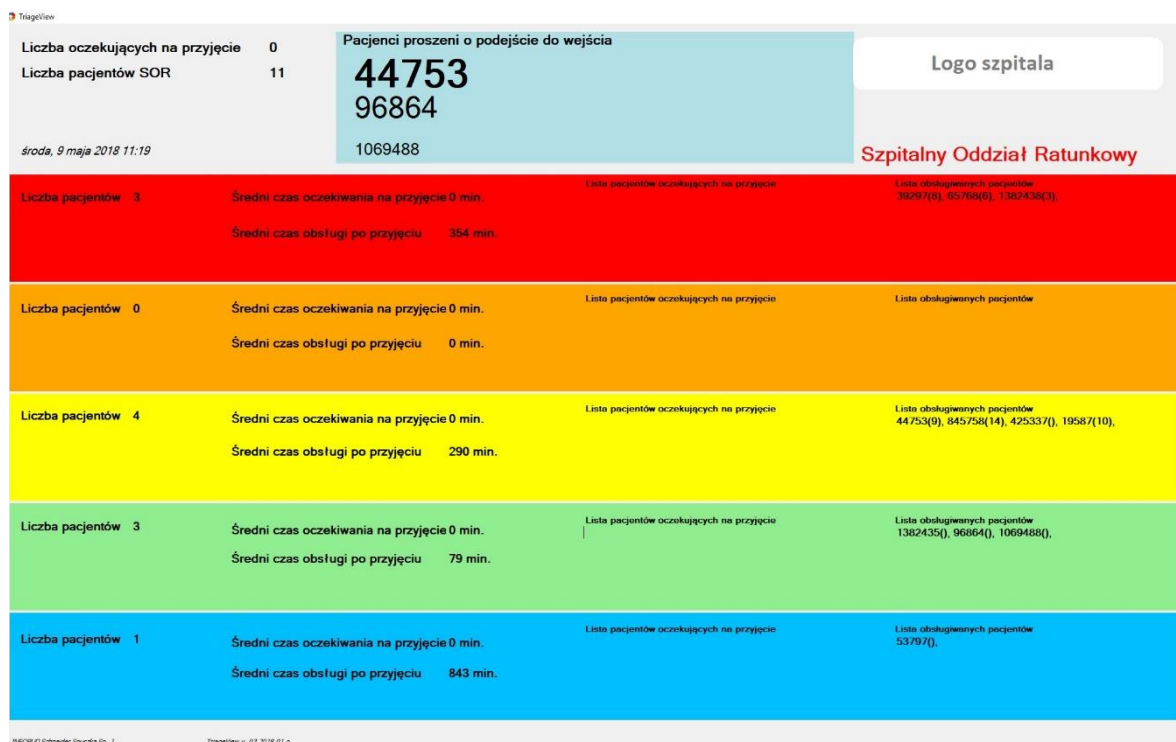 TriageView
Liczba oczekujących na przyjęcie 0
Liczba pacjentów SOR 11
środa, 9 maja 2018 11:19
Pacjenci proszeni o podejście do wejścia
44753
96864
1069488
Logo szpitala
Szpitalny Oddział Ratunkowy
Liczba pacjentów 3
Średni czas oczekiwania na przyjęcie 0 min.
Średni czas obsługi po przyjęciu 354 min.
Lista pacjentów oczekujących na przyjęcie
Lista obsługiwanych pacjentów
39297(8), 65768(6), 1382438(3),
Liczba pacjentów 0
Średni czas oczekiwania na przyjęcie 0 min.
Średni czas obsługi po przyjęciu 0 min.
Lista pacjentów oczekujących na przyjęcie
Lista obsługiwanych pacjentów
Liczba pacjentów 4
Średni czas oczekiwania na przyjęcie 0 min.
Średni czas obsługi po przyjęciu 290 min.
Lista pacjentów oczekujących na przyjęcie
Lista obsługiwanych pacjentów
44753(9), 845758(14), 425337(), 19587(10),
Liczba pacjentów 3
Średni czas oczekiwania na przyjęcie 0 min.
Średni czas obsługi po przyjęciu 79 min.
Lista pacjentów oczekujących na przyjęcie
Lista obsługiwanych pacjentów
1382435(), 96864(), 1069488(),
Liczba pacjentów 1
Średni czas oczekiwania na przyjęcie 0 min.
Średni czas obsługi po przyjęciu 843 min.
Lista pacjentów oczekujących na przyjęcie
Lista obsługiwanych pacjentów
53797(),